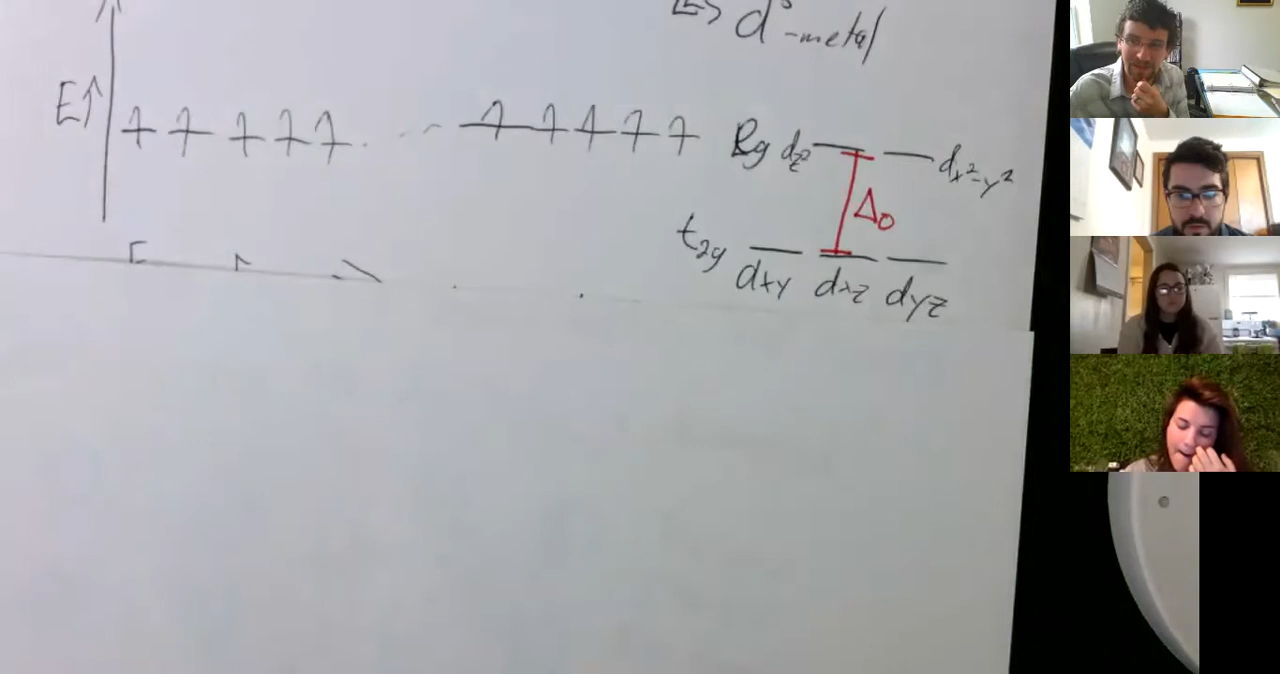 d⁵-metal
E↑
Eg dz² dx²-y²
Δo
t2g
dxy dxz dyz